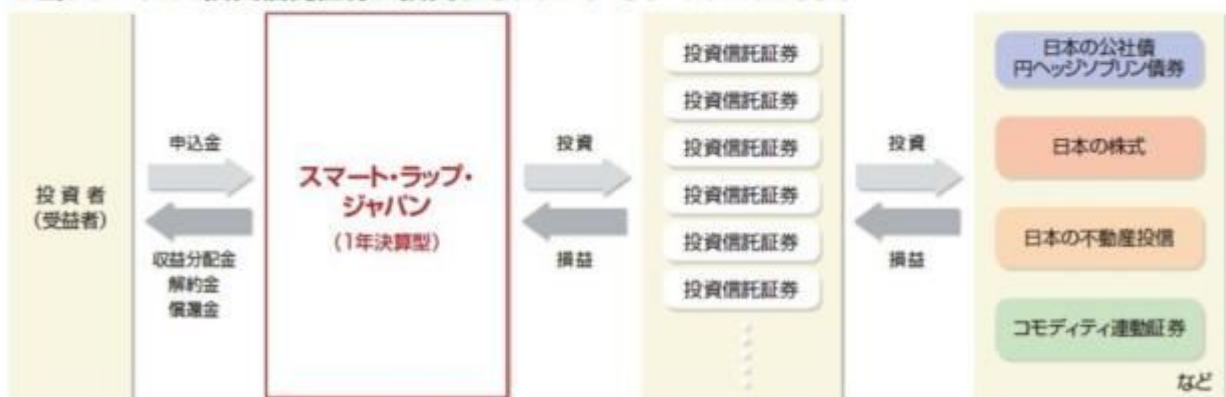 投資者
(受益者)
申込金
収益分配金
解約金
償還金
スマート・ラップ・
ジャパン
(1年決算型)
投資
損益
投資信託証券
投資信託証券
投資信託証券
投資信託証券
投資信託証券
投資信託証券
投資
損益
日本の公社債
円ヘッジソブリン債券
日本の株式
日本の不動産投信
コモディティ連動証券
など